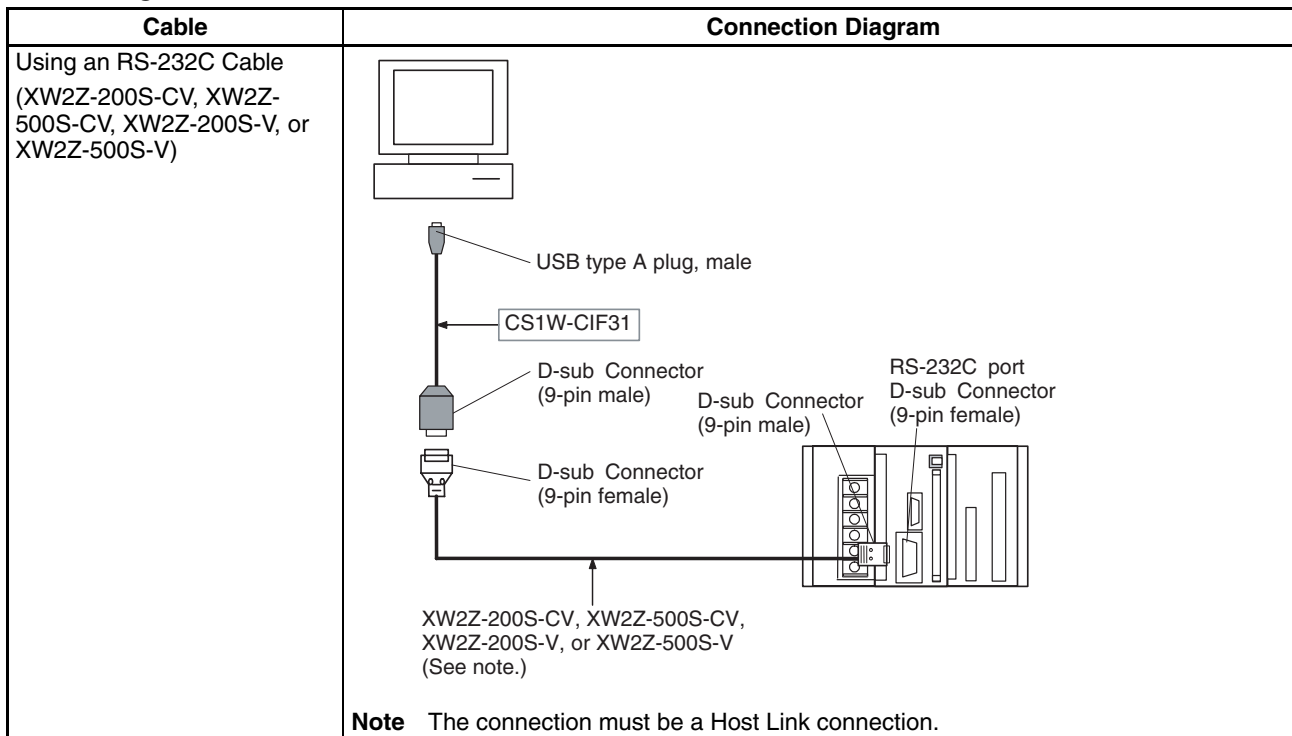 Cable
Connection Diagram
Using an RS-232C Cable
(XW2Z-200S-CV, XW2Z-
500S-CV, XW2Z-200S-V, or
XW2Z-500S-V)
USB type A plug, male
CS1W-CIF31
D-sub Connector
(9-pin male)
D-sub Connector
(9-pin male)
RS-232C port
D-sub Connector
(9-pin female)
D-sub Connector
(9-pin female)
XW2Z-200S-CV, XW2Z-500S-CV,
XW2Z-200S-V, or XW2Z-500S-V
(See note.)
Note The connection must be a Host Link connection.